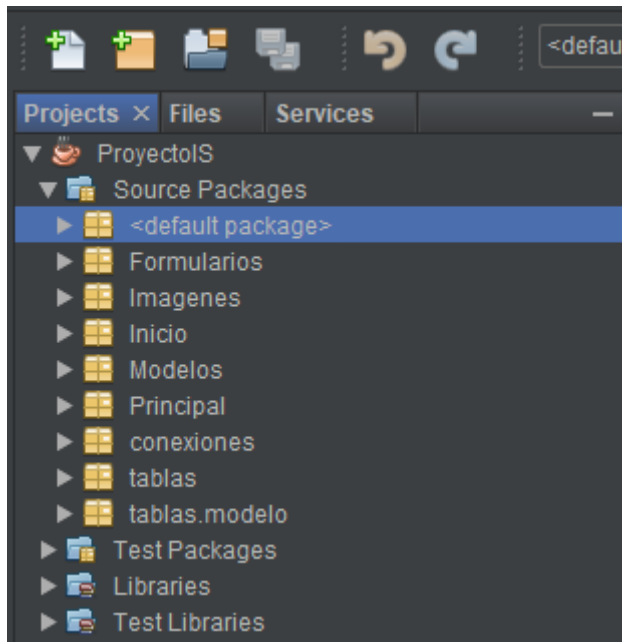 <defau
Projects × Files Services
ProyectoIS
Source Packages
<default package>
Formularios
Imagenes
Inicio
Modelos
Principal
conexiones
tablas
tablas.modelo
Test Packages
Libraries
Test Libraries